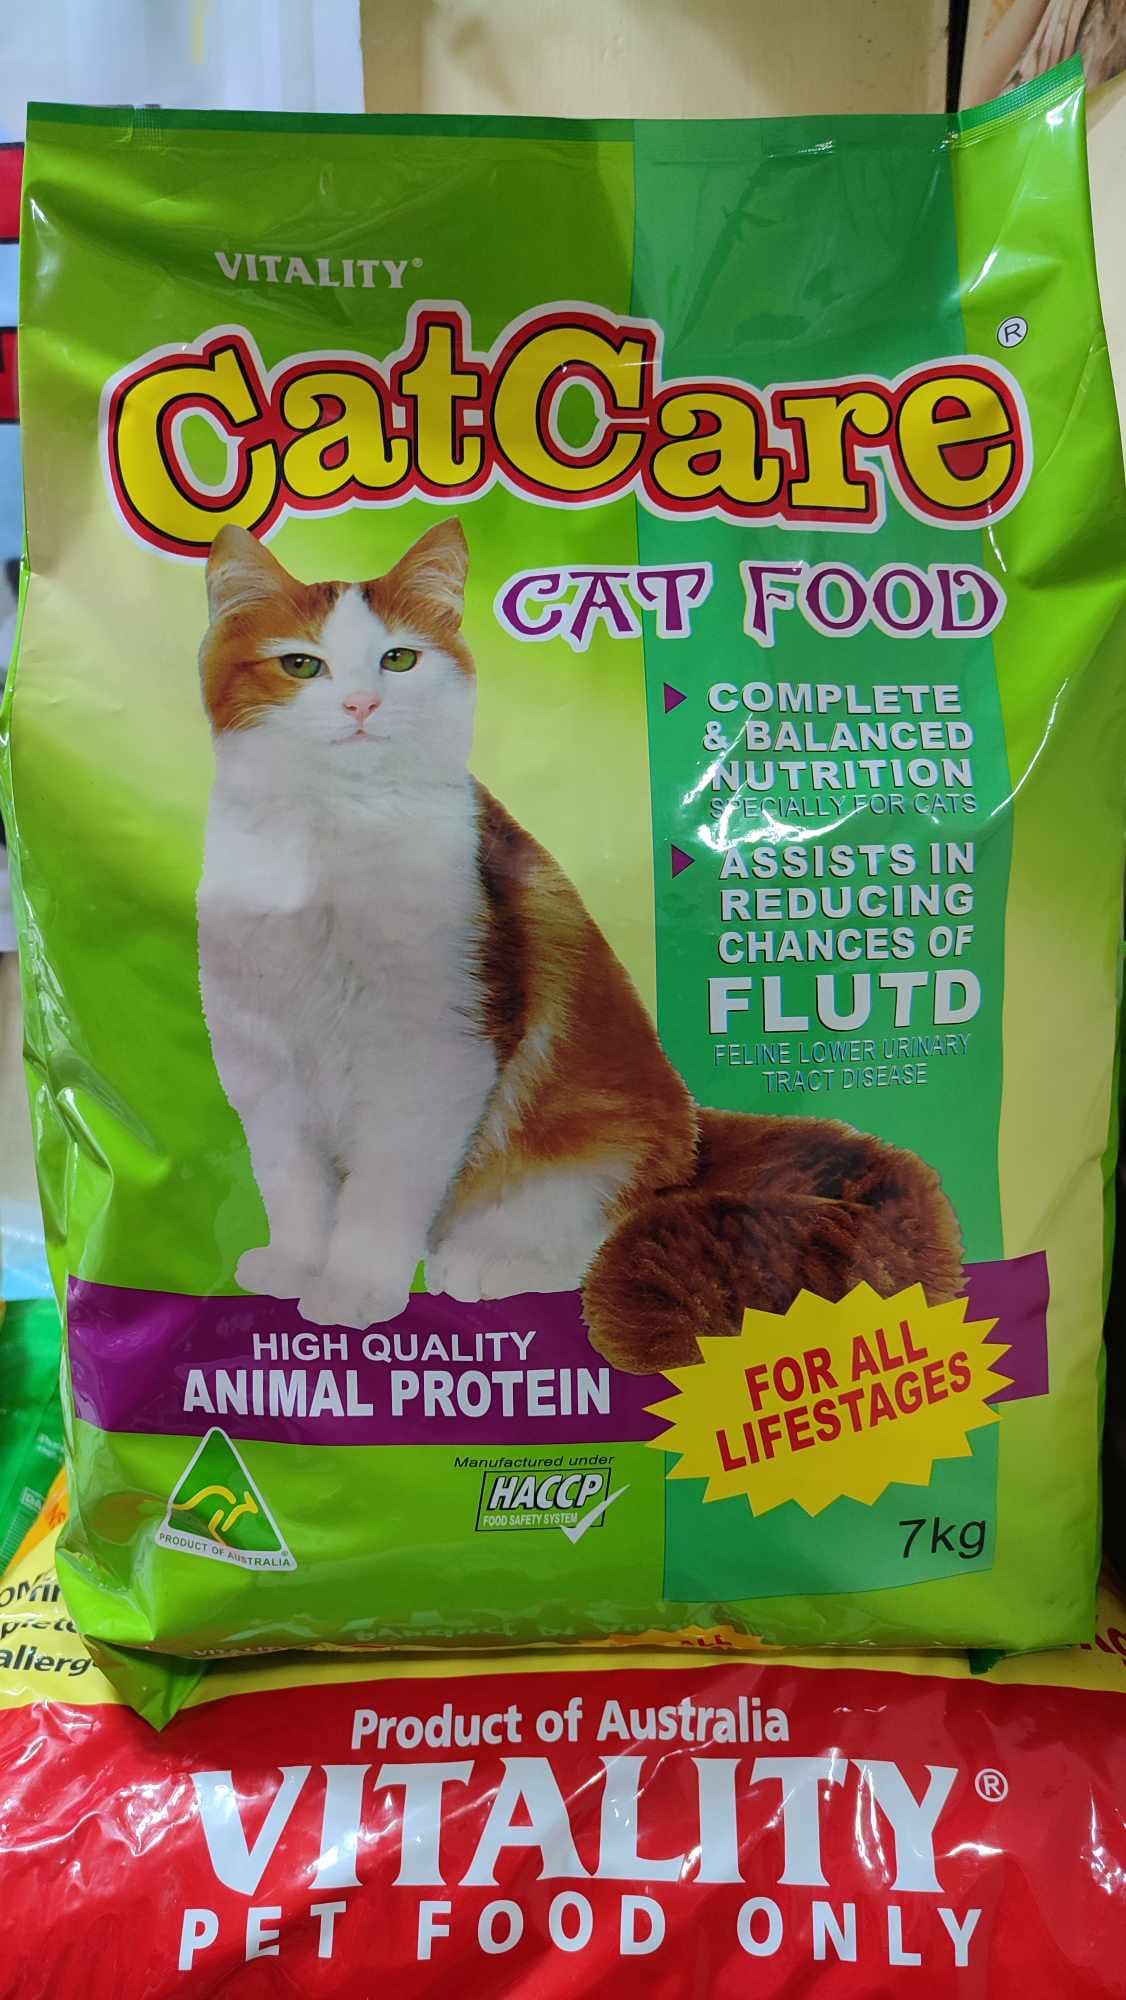 VITALITY®
CatCare®
CAT FOOD
COMPLETE
& BALANCED
NUTRITION
SPECIALLY FOR CATS
ASSISTS IN
REDUCING
CHANCES OF
FLUTD
FELINE LOWER URINARY
TRACT DISEASE
HIGH QUALITY
ANIMAL PROTEIN
FOR ALL
LIFESTAGES
PRODUCT OF AUSTRALIA
Manufactured under
HACCP
FOOD SAFETY SYSTEM
7kg
allerg
Product of Australia
VITALITY®
PET FOOD ONLY